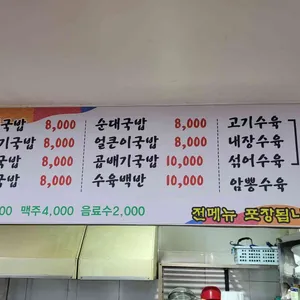 국밥 8,000 순대국밥 8,000 고기수육
기국밥 8,000 얼큰이국밥 8,000 내장수육
국밥 8,000 곱배기국밥 10,000 섞어수육
국밥 8,000 수육백반 10,000 암뽕수육
00 맥주4,000 음료수2,000
전메뉴 포장됩니